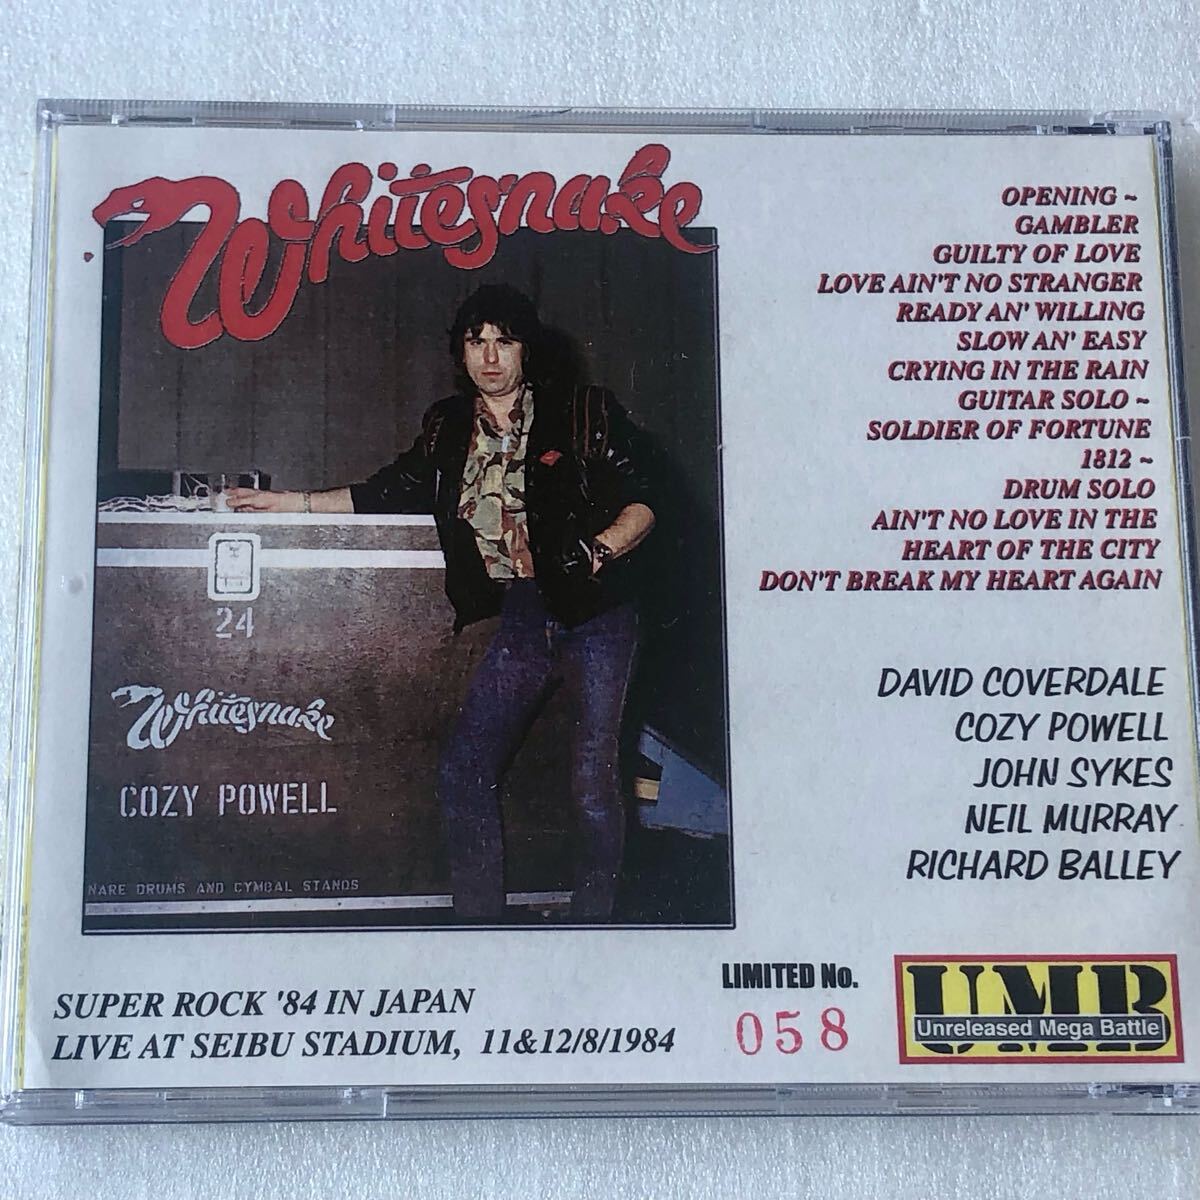 Whitesnake
OPENING ~
GAMBLER
GUILTY OF LOVE
LOVE AIN'T NO STRANGER
READY AN' WILLING
SLOW AN' EASY
CRYING IN THE RAIN
GUITAR SOLO ~
SOLDIER OF FORTUNE
1812 ~
DRUM SOLO
AIN'T NO LOVE IN THE
HEART OF THE CITY
DON'T BREAK MY HEART AGAIN
24
Whitesnake
COZY POWELL
NARE DRUMS AND CYMBAL STANDS
DAVID COVERDALE
COZY POWELL
JOHN SYKES
NEIL MURRAY
RICHARD BALLEY
SUPER ROCK '84 IN JAPAN
LIVE AT SEIBU STADIUM, 11&12/8/1984
LIMITED No.
058
UMB
Unreleased Mega Battle